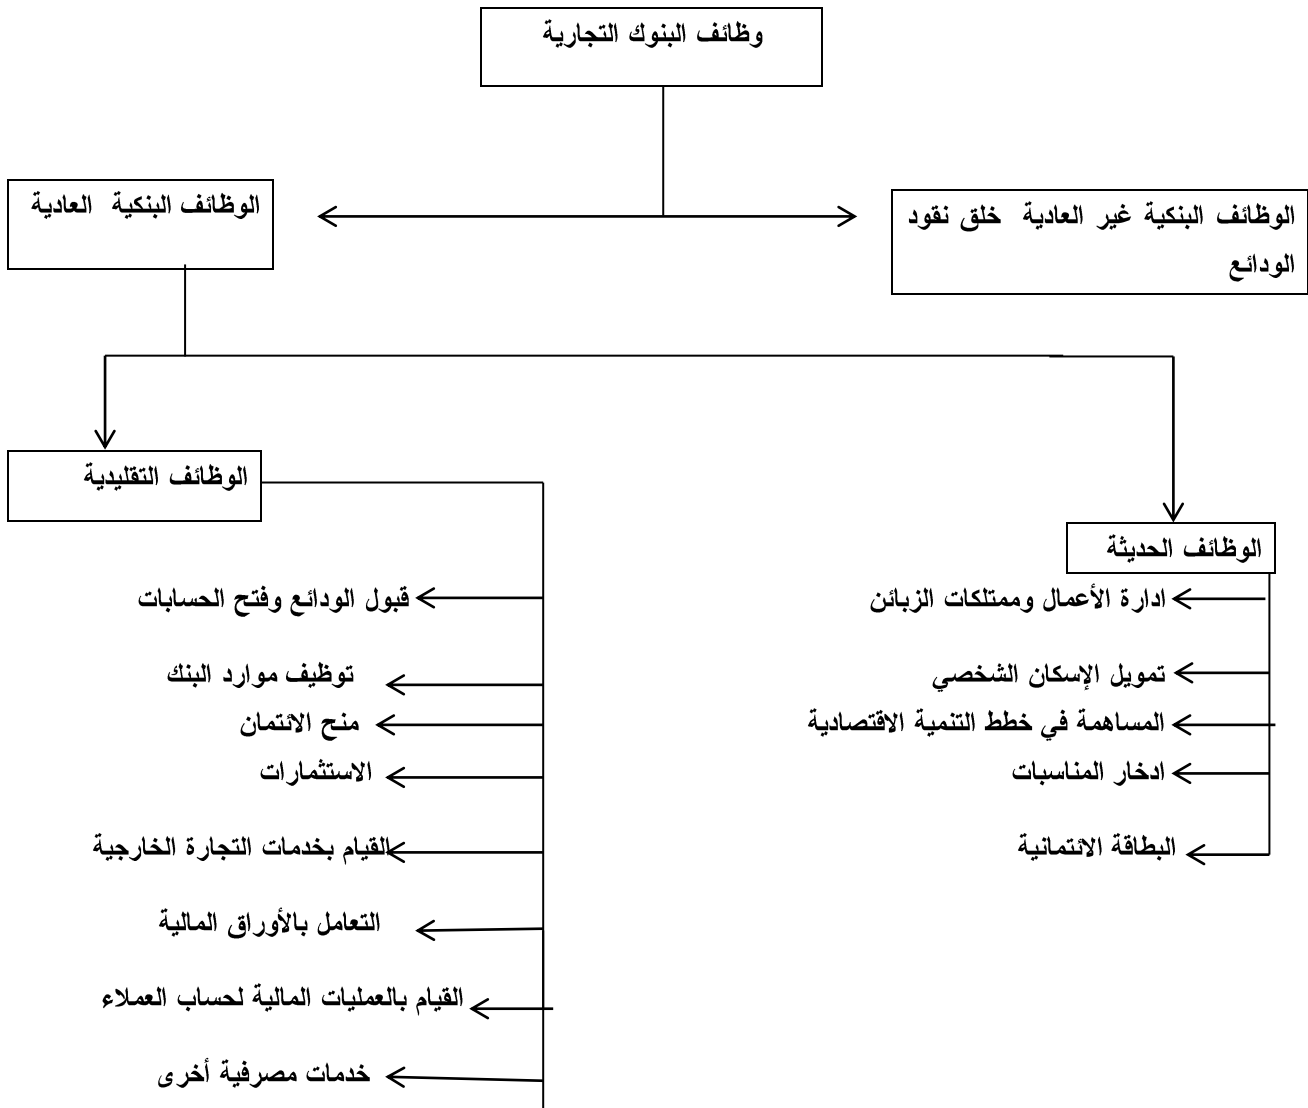 وظائف البنوك التجارية
الوظائف البنكية غير العادية خلق نقود
الودائع
الوظائف البنكية العادية
الوظائف التقليدية
الوظائف الحديثة
ادارة الأعمال وممتلكات الزبائن
تمويل الإسكان الشخصي
المساهمة في خطط التنمية الاقتصادية
ادخار المناسبات
البطاقة الائتمانية
قبول الودائع وفتح الحسابات
توظيف موارد البنك
منح الائتمان
الاستثمارات
القيام بخدمات التجارة الخارجية
التعامل بالأوراق المالية
القيام بالعمليات المالية لحساب العملاء
خدمات مصرفية أخرى